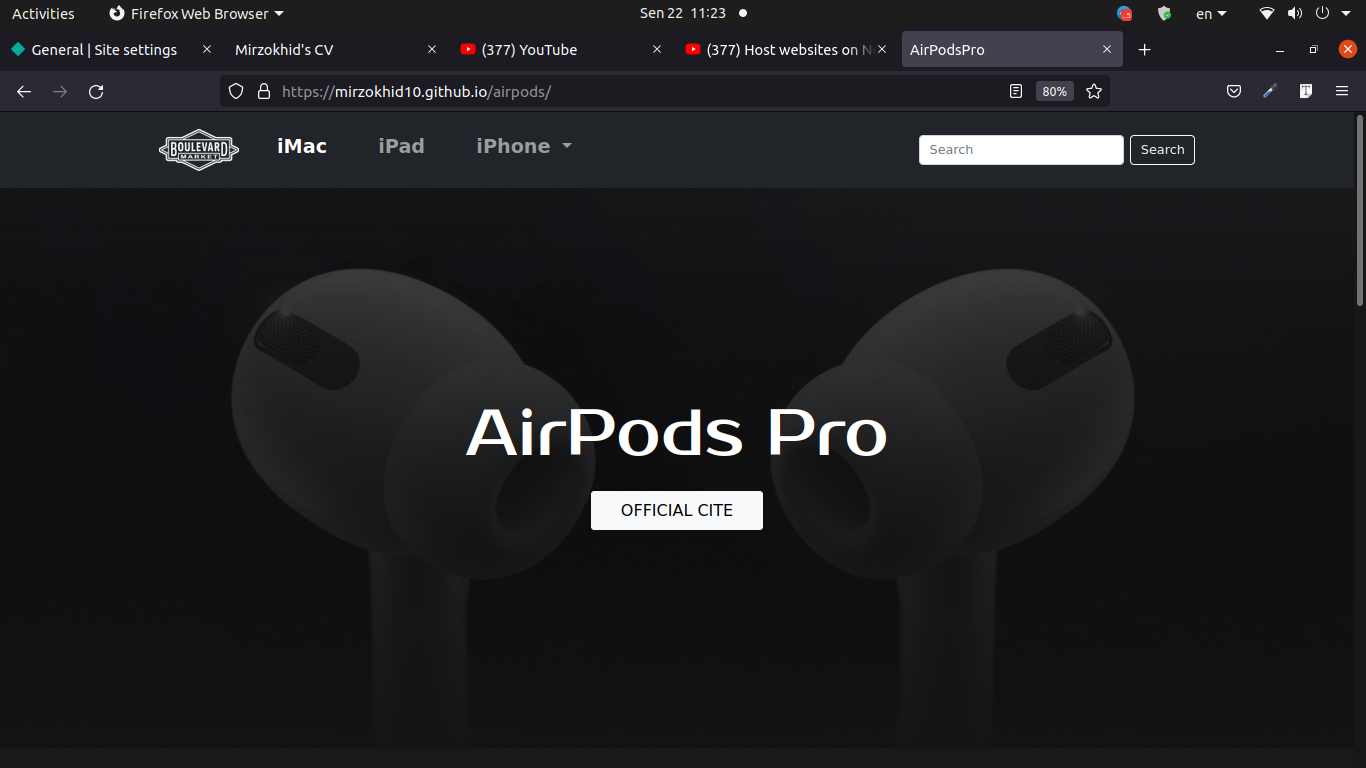 Activities Firefox Web Browser Sen 22 11:23 en
General | Site settings Mirzokhid's CV (377) YouTube (377) Host websites on AirPodsPro
https://mirzokhid10.github.io/airpods/ 80%
BOULEVARD
MARKET
iMac iPad iPhone Search Search
AirPods Pro
OFFICIAL CITE